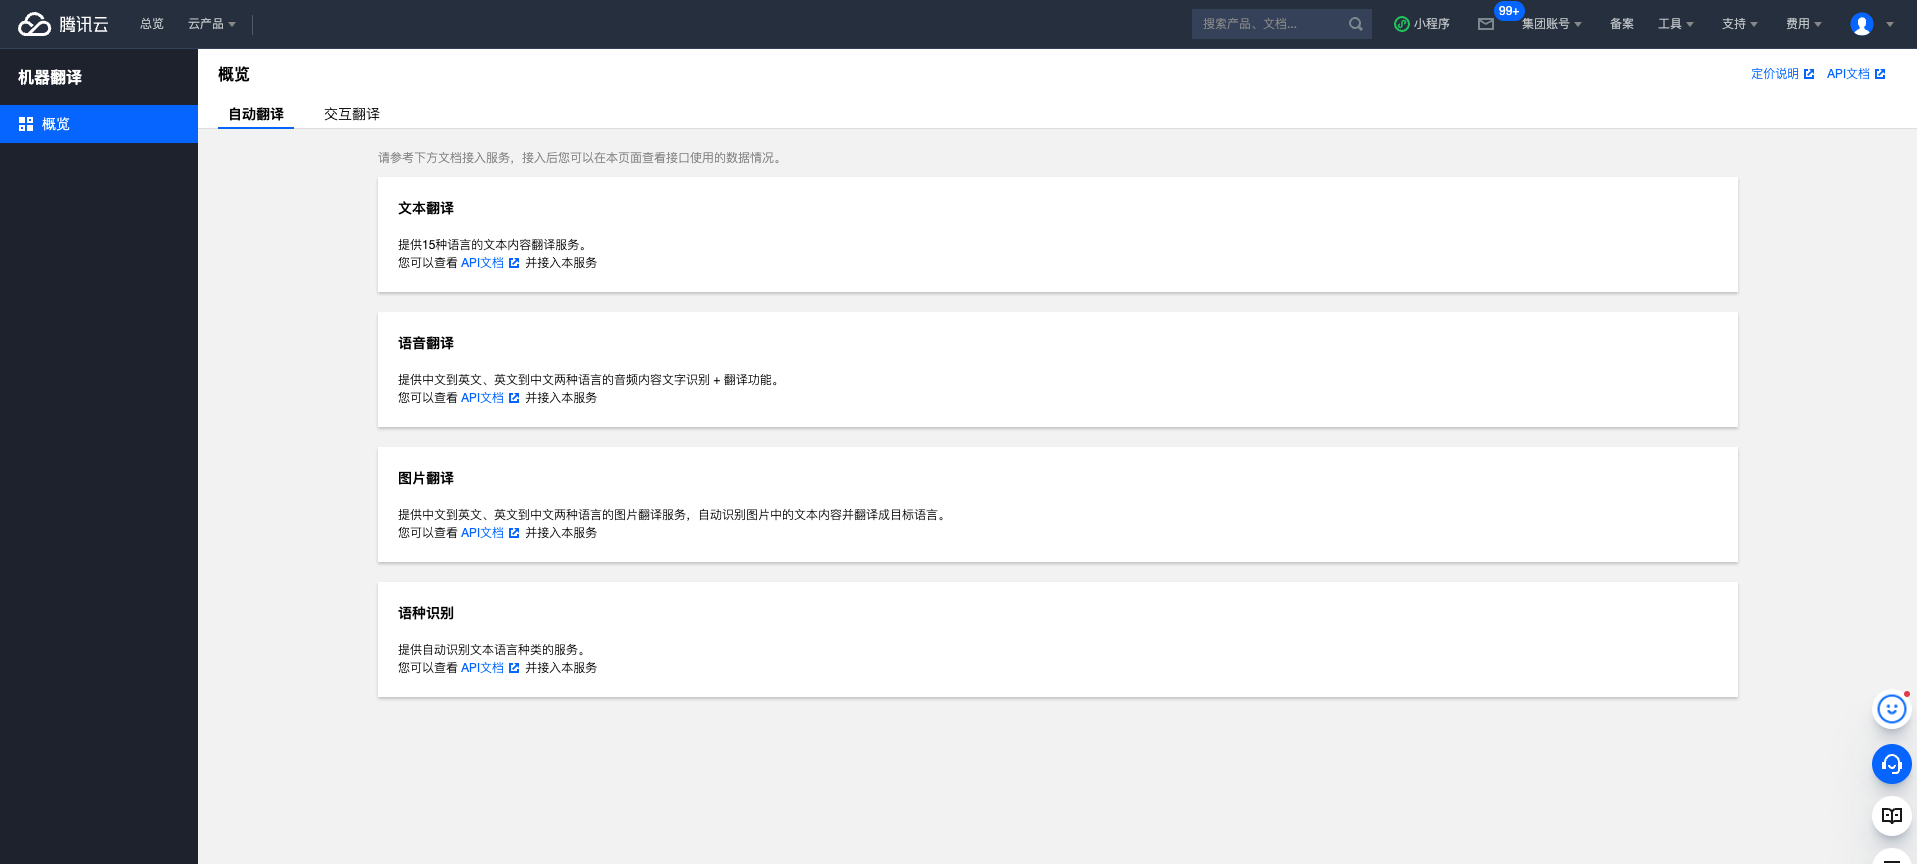 腾讯云
总览
云产品
搜索产品、文档...
小程序
99+
集团账号
备案
工具
支持
费用
机器翻译
概览
概览
定价说明
API文档
自动翻译
交互翻译
请参考下方文档接入服务，接入后您可以在本页面查看接口使用的数据情况。
文本翻译
提供15种语言的文本内容翻译服务。
您可以查看 API文档 并接入本服务
语音翻译
提供中文到英文、英文到中文两种语言的音频内容文字识别 + 翻译功能。
您可以查看 API文档 并接入本服务
图片翻译
提供中文到英文、英文到中文两种语言的图片翻译服务，自动识别图片中的文本内容并翻译成目标语言。
您可以查看 API文档 并接入本服务
语种识别
提供自动识别文本语言种类的服务。
您可以查看 API文档 并接入本服务